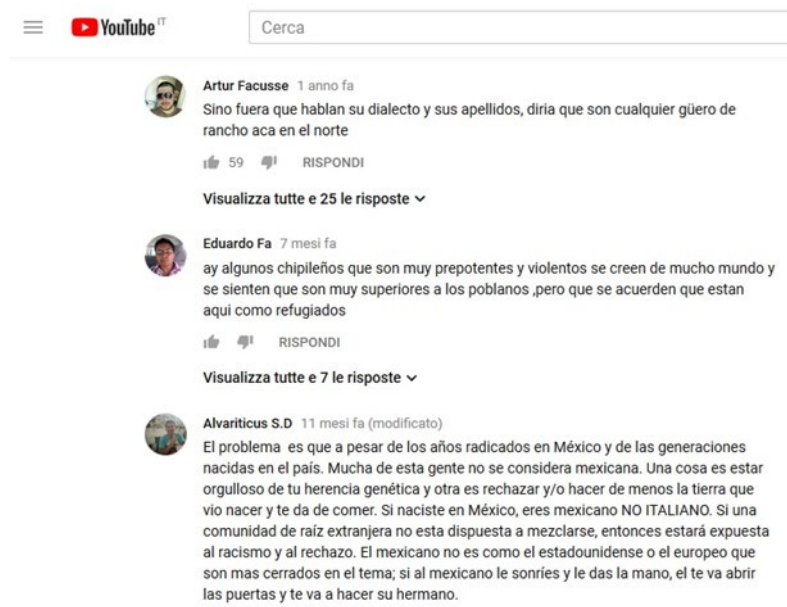 YouTube IT
Cerca
Artur Facusse 1 anno fa
Sino fuera que hablan su dialecto y sus apellidos, diria que son cualquier güero de
rancho aca en el norte
59 RISPONDI
Visualizza tutte e 25 le risposte
Eduardo Fa 7 mesi fa
ay algunos chipileños que son muy prepotentes y violentos se creen de mucho mundo y
se sienten que son muy superiores a los poblanos ,pero que se acuerden que estan
aqui como refugiados
RISPONDI
Visualizza tutte e 7 le risposte
Alvariticus S.D 11 mesi fa (modificato)
El problema es que a pesar de los años radicados en México y de las generaciones
nacidas en el país. Mucha de esta gente no se considera mexicana. Una cosa es estar
orgulloso de tu herencia genética y otra es rechazar y/o hacer de menos la tierra que
vio nacer y te da de comer. Si naciste en México, eres mexicano NO ITALIANO. Si una
comunidad de raíz extranjera no esta dispuesta a mezclarse, entonces estará expuesta
al racismo y al rechazo. El mexicano no es como el estadounidense o el europeo que
son mas cerrados en el tema; si al mexicano le sonríes y le das la mano, el te va abrir
las puertas y te va a hacer su hermano.